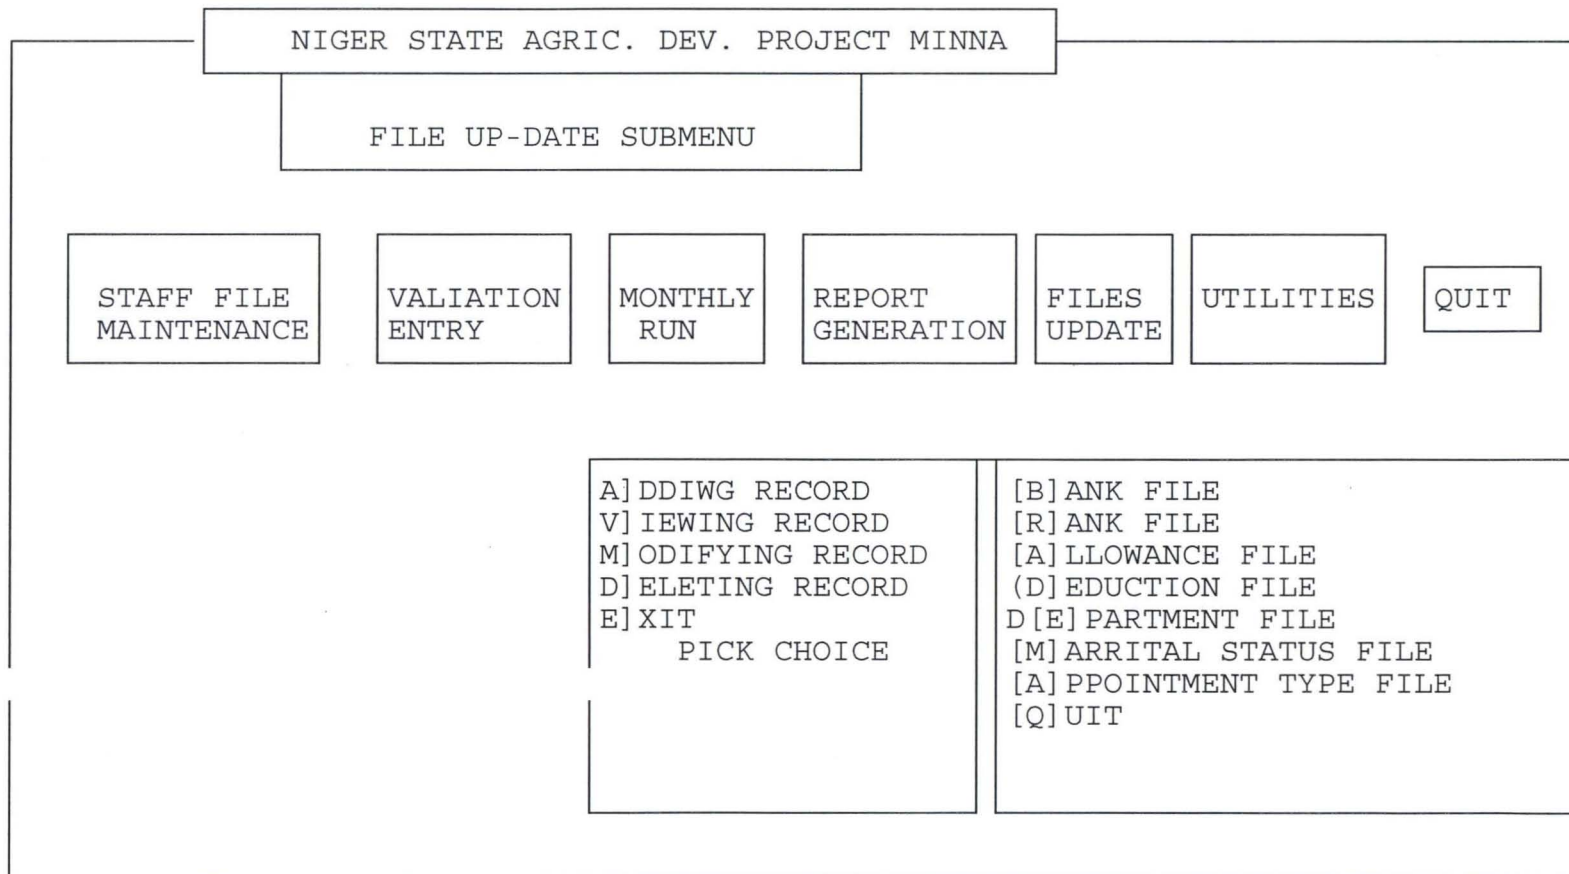 NIGER STATE AGRIC. DEV. PROJECT MINNA
FILE UP-DATE SUBMENU
STAFF FILE
MAINTENANCE
VALIATION
ENTRY
MONTHLY
RUN
REPORT
GENERATION
FILES
UPDATE
UTILITIES
QUIT
A]DDIWG RECORD
V]IEWING RECORD
M]ODIFYING RECORD
D]ELETING RECORD
E]XIT
PICK CHOICE
[B]ANK FILE
[R]ANK FILE
[A]LLOWANCE FILE
(D]EDUCTION FILE
D[E]PARTMENT FILE
[M]ARRITAL STATUS FILE
[A]PPOINTMENT TYPE FILE
[Q]UIT